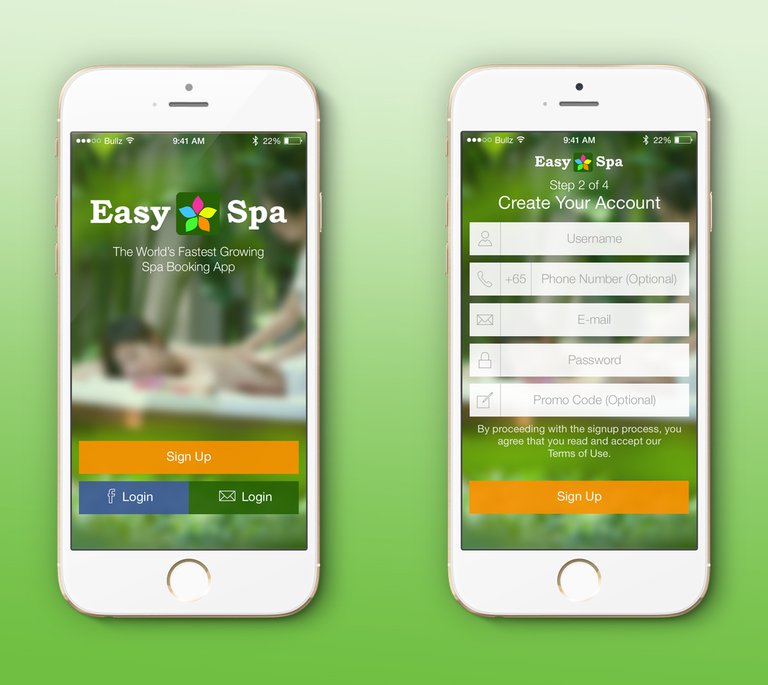 Bullz 9:41 AM 22%
Easy Spa
The World's Fastest Growing
Spa Booking App
Sign Up
f Login
Login
Bullz 9:41 AM 22%
Easy Spa
Step 2 of 4
Create Your Account
Username
+65 Phone Number (Optional)
E-mail
Password
Promo Code (Optional)
By proceeding with the signup process, you
agree that you read and accept our
Terms of Use.
Sign Up